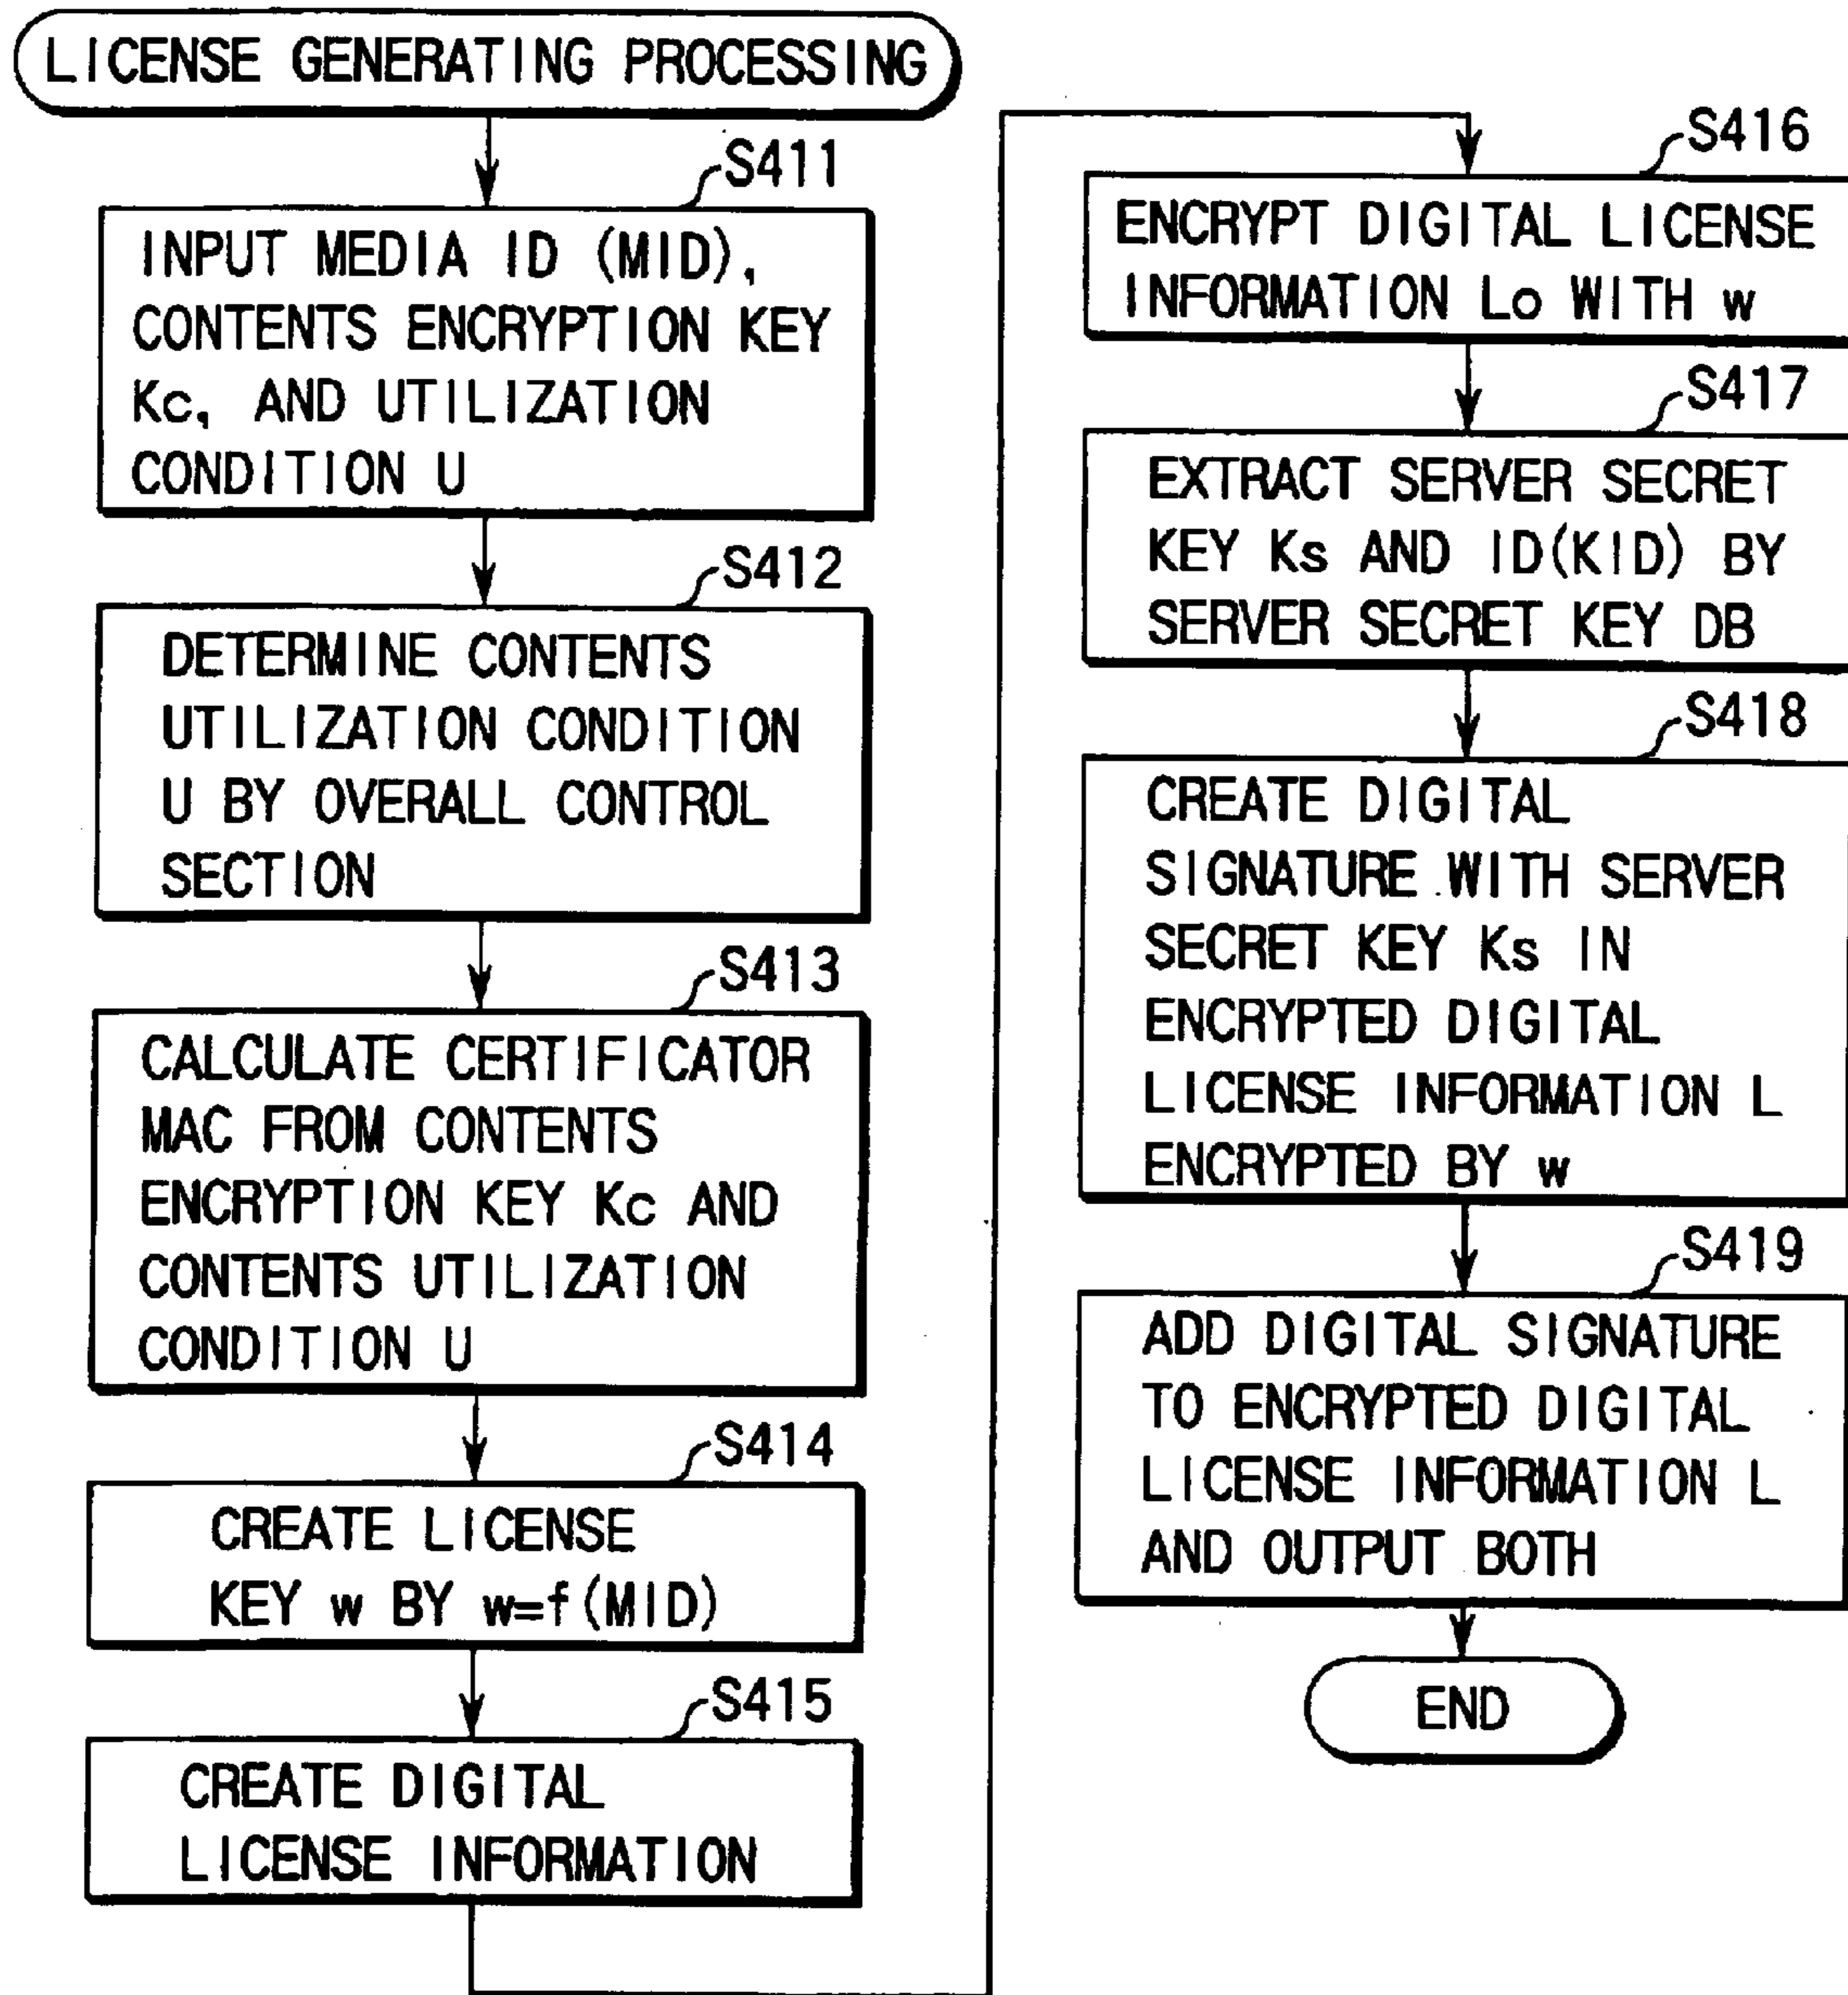 LICENSE GENERATING PROCESSING
S411
INPUT MEDIA ID (MID),
CONTENTS ENCRYPTION KEY
Kc, AND UTILIZATION
CONDITION U
S412
DETERMINE CONTENTS
UTILIZATION CONDITION
U BY OVERALL CONTROL
SECTION
S413
CALCULATE CERTIFICATOR
MAC FROM CONTENTS
ENCRYPTION KEY Kc AND
CONTENTS UTILIZATION
CONDITION U
S414
CREATE LICENSE
KEY w BY w=f(MID)
S415
CREATE DIGITAL
LICENSE INFORMATION
S416
ENCRYPT DIGITAL LICENSE
INFORMATION Lo WITH w
S417
EXTRACT SERVER SECRET
KEY Ks AND ID(KID) BY
SERVER SECRET KEY DB
S418
CREATE DIGITAL
SIGNATURE WITH SERVER
SECRET KEY Ks IN
ENCRYPTED DIGITAL
LICENSE INFORMATION L
ENCRYPTED BY w
S419
ADD DIGITAL SIGNATURE
TO ENCRYPTED DIGITAL
LICENSE INFORMATION L
AND OUTPUT BOTH
END